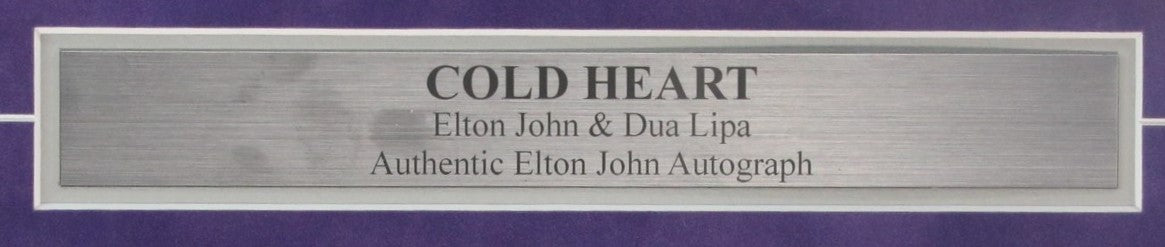 COLD HEART
Elton John & Dua Lipa
Authentic Elton John Autograph